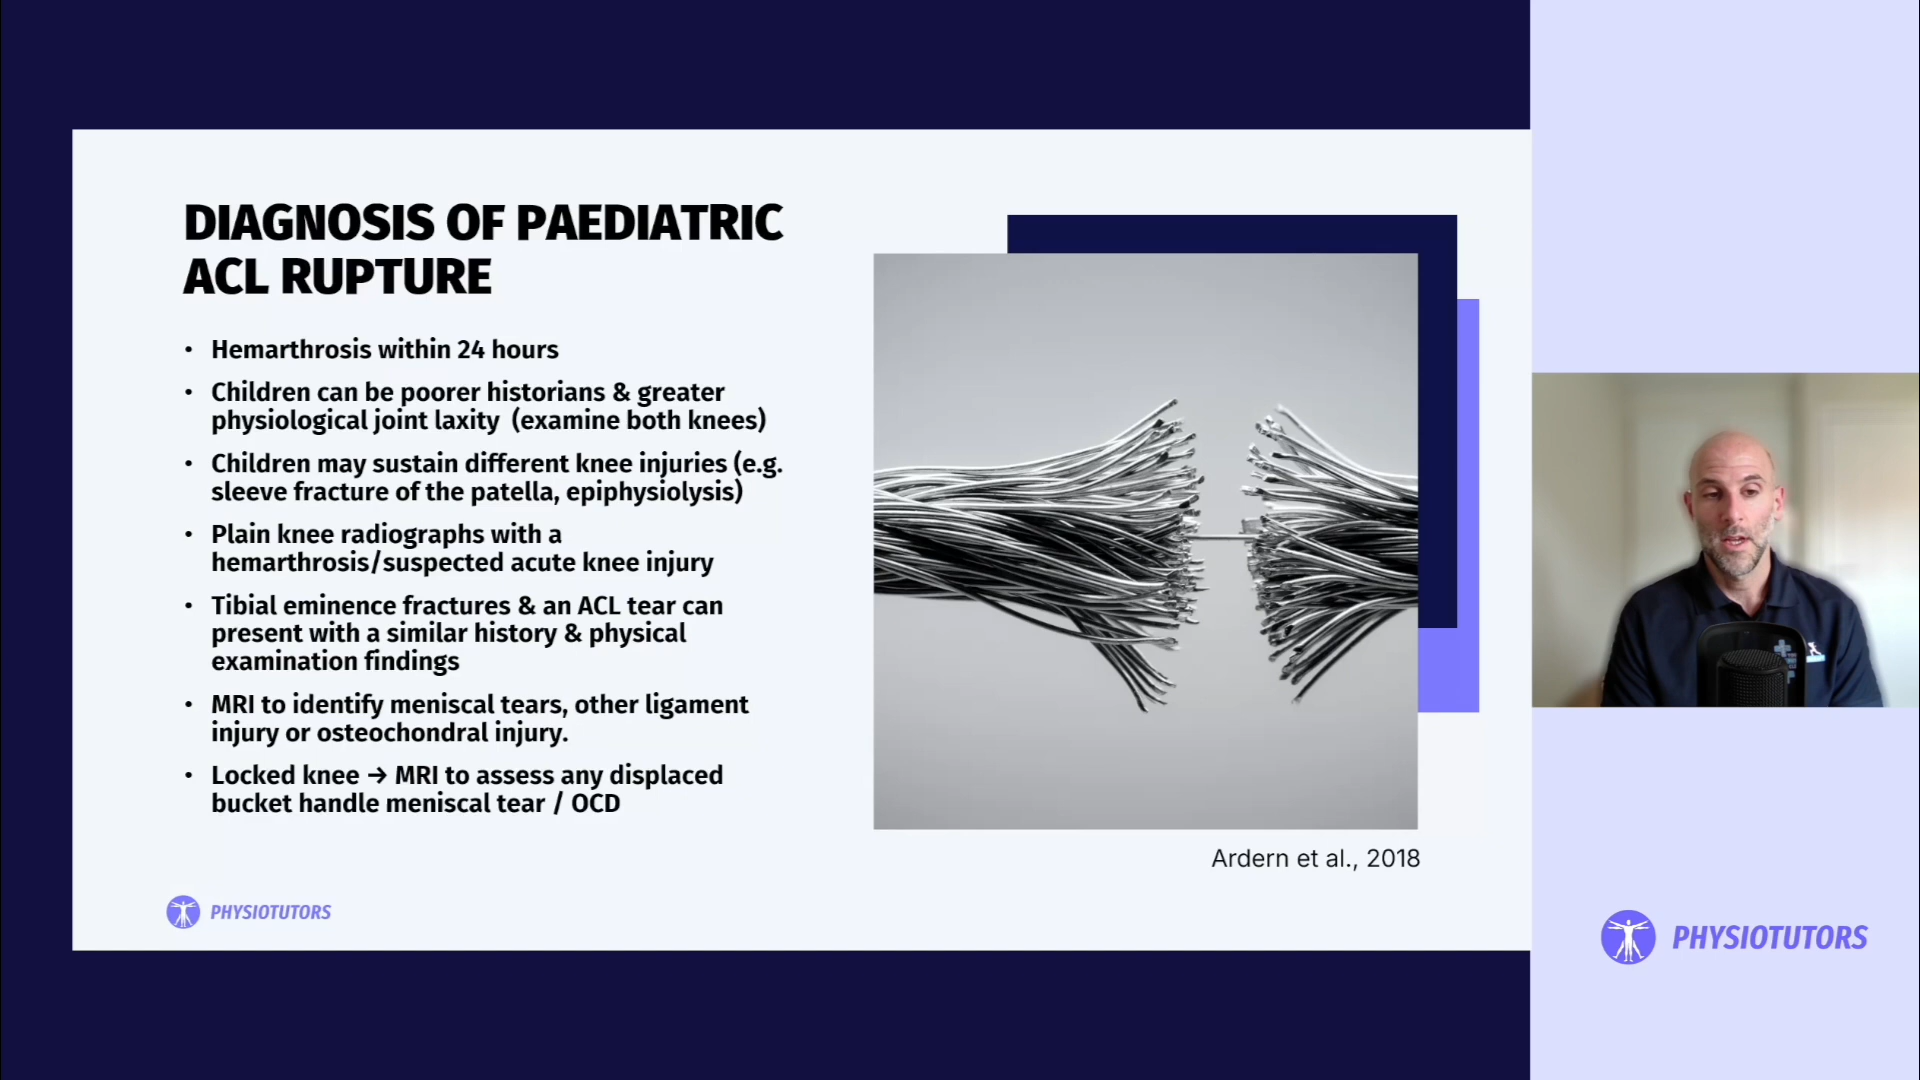 DIAGNOSIS OF PAEDIATRIC
ACL RUPTURE
• Hemarthrosis within 24 hours
• Children can be poorer historians & greater
physiological joint laxity (examine both knees)
• Children may sustain different knee injuries (e.g.
sleeve fracture of the patella, epiphysiolysis)
• Plain knee radiographs with a
hemarthrosis/suspected acute knee injury
• Tibial eminence fractures & an ACL tear can
present with a similar history & physical
examination findings
• MRI to identify meniscal tears, other ligament
injury or osteochondral injury.
• Locked knee → MRI to assess any displaced
bucket handle meniscal tear / OCD
Ardern et al., 2018
PHYSIOTUTORS
PHYSIOTUTORS